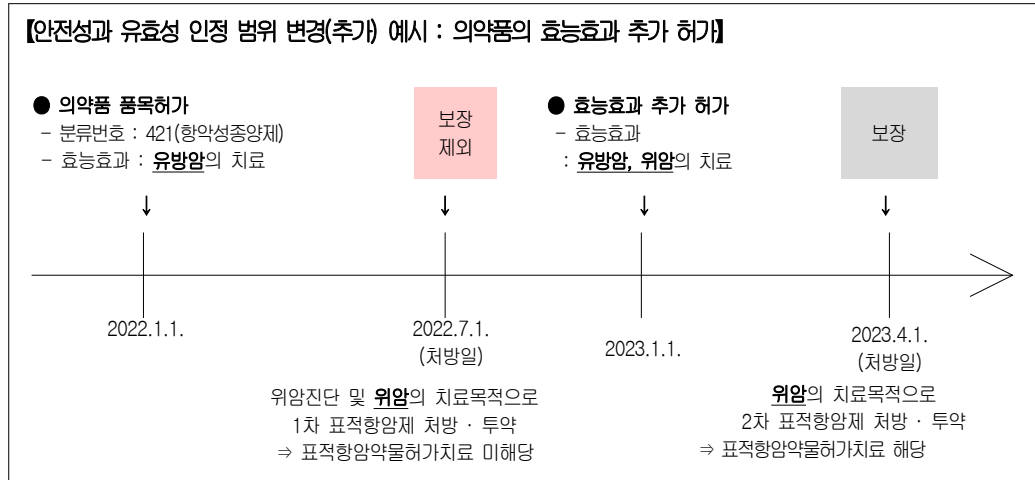 【안전성과 유효성 인정 범위 변경(추가) 예시 : 의약품의 효능효과 추가 허가】
● 의약품 품목허가
- 분류번호 : 421(항악성종양제)
- 효능효과 : 유방암의 치료
보장
제외
● 효능효과 추가 허가
- 효능효과
: 유방암, 위암의 치료
보장
↓
↓
↓
↓
2022.1.1.
2022.7.1.
(처방일)
2023.1.1.
2023.4.1.
(처방일)
위암진단 및 위암의 치료목적으로
1차 표적항암제 처방 · 투약
⇒ 표적항암약물허가치료 미해당
위암의 치료목적으로
2차 표적항암제 처방 · 투약
⇒ 표적항암약물허가치료 해당